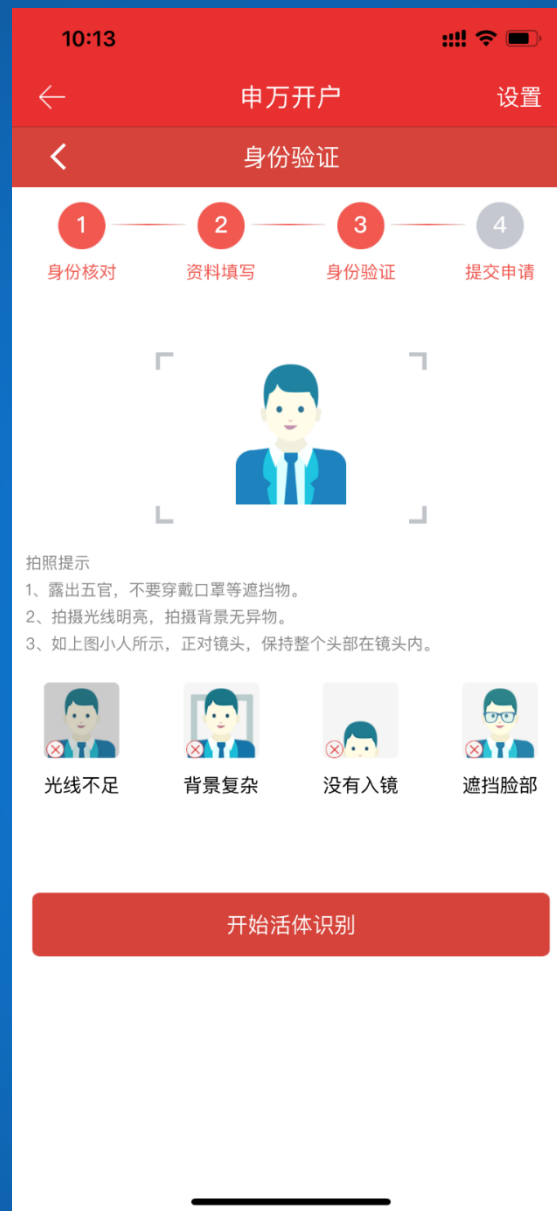 10:13
申万开户 设置
身份验证
1 2 3 4
身份核对 资料填写 身份验证 提交申请
拍照提示
1、露出五官，不要穿戴口罩等遮挡物。
2、拍摄光线明亮，拍摄背景无异物。
3、如上图小人所示，正对镜头，保持整个头部在镜头内。
光线不足 背景复杂 没有入镜 遮挡脸部
开始活体识别